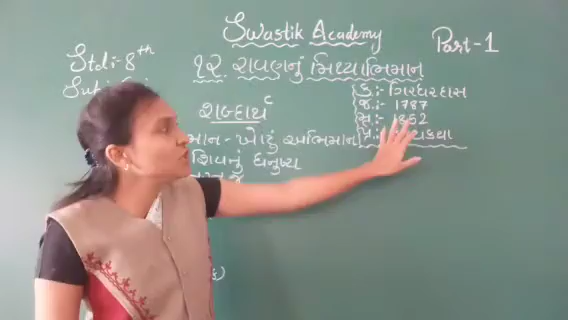 Swastik Academy
Part-1
Std:- 8th
Sub:-
૧૨. રાવણનું મિથ્યાભિમાન
ક.:- ગિરધરદાસ
જ.:- 1787
મૃ.:- 1852
શબ્દાર્થ
માન - ખોટું અભિમાન
શિવનું ધનુષ્ય